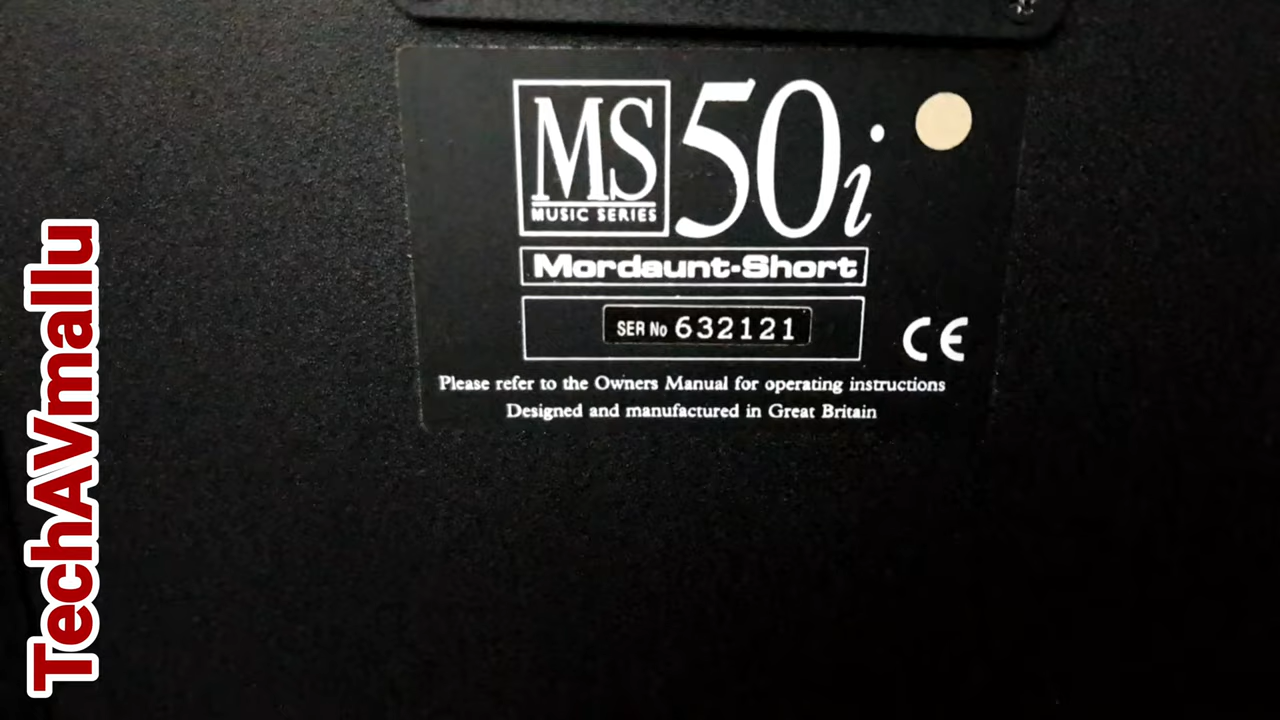 MS 50i
MUSIC SERIES
Mordaunt-Short
SER No 632121
CE
Please refer to the Owners Manual for operating instructions
Designed and manufactured in Great Britain
TechAVmallu